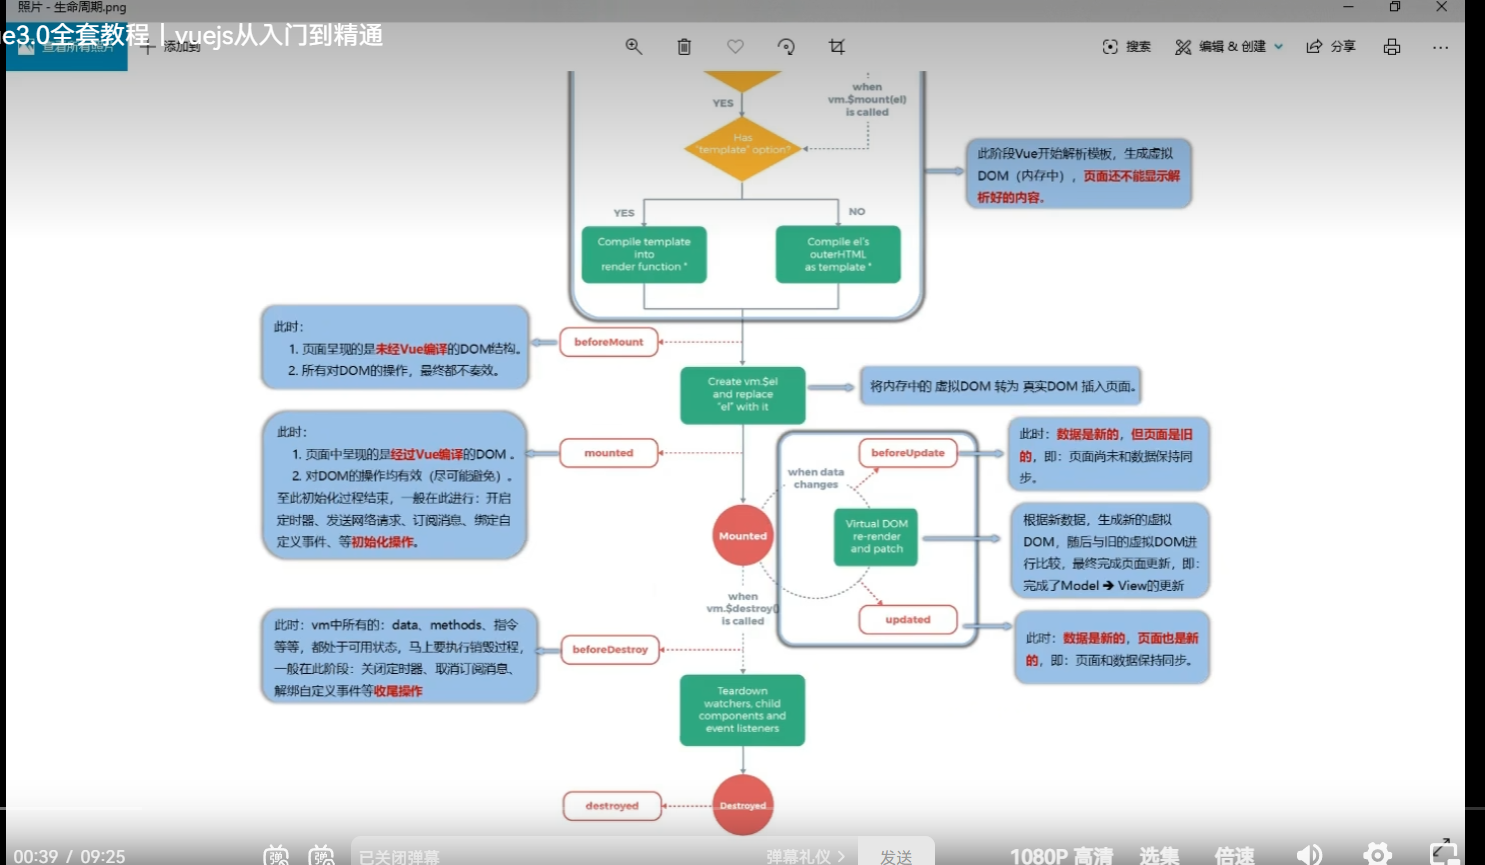 照片 - 生命周期.png
ue3.0全套教程丨vuejs从入门到精通
查看所有照片
添加到
搜索
编辑 & 创建
分享
when
vm.$mount(el)
is called
YES
Has
"template" option?
此阶段Vue开始解析模板，生成虚拟
DOM（内存中），页面还不能显示解
析好的内容。
YES
NO
Compile template
into
render function *
Compile el's
outerHTML
as template *
此时：
1. 页面呈现的是未经Vue编译的DOM结构。
2. 所有对DOM的操作，最终都不奏效。
beforeMount
Create vm.$el
and replace
"el" with it
将内存中的 虚拟DOM 转为 真实DOM 插入页面。
此时：
1. 页面中呈现的是经过Vue编译的DOM 。
2. 对DOM的操作均有效（尽可能避免）。
至此初始化过程结束，一般在此进行：开启
定时器、发送网络请求、订阅消息、绑定自
定义事件、等初始化操作。
mounted
beforeUpdate
此时：数据是新的，但页面是旧
的，即：页面尚未和数据保持同
步。
when data
changes
Mounted
Virtual DOM
re-render
and patch
根据新数据，生成新的虚拟
DOM，随后与旧的虚拟DOM进
行比较，最终完成页面更新，即：
完成了Model ➔ View的更新
when
vm.$destroy()
is called
updated
此时：数据是新的，页面也是新
的，即：页面和数据保持同步。
此时：vm中所有的：data、methods、指令
等等，都处于可用状态，马上要执行销毁过程，
一般在此阶段：关闭定时器、取消订阅消息、
解绑自定义事件等收尾操作
beforeDestroy
Teardown
watchers, child
components and
event listeners
destroyed
Destroyed
00:39 / 09:25
弹
弹
已关闭弹幕
弹幕礼仪 >
发送
1080P 高清
选集
倍速